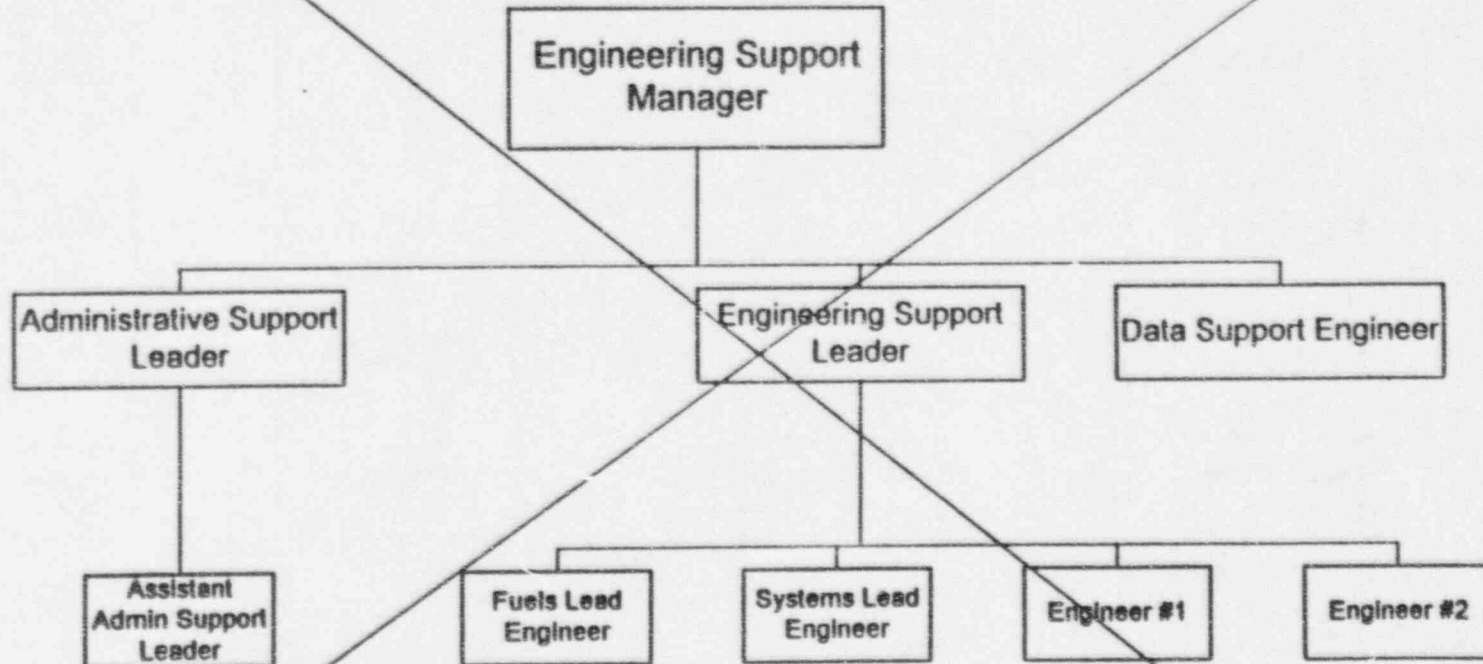 Engineering Support
Manager
Administrative Support
Leader
Engineering Support
Leader
Data Support Engineer
Assistant
Admin Support
Leader
Fuels Lead
Engineer
Systems Lead
Engineer
Engineer #1
Engineer #2